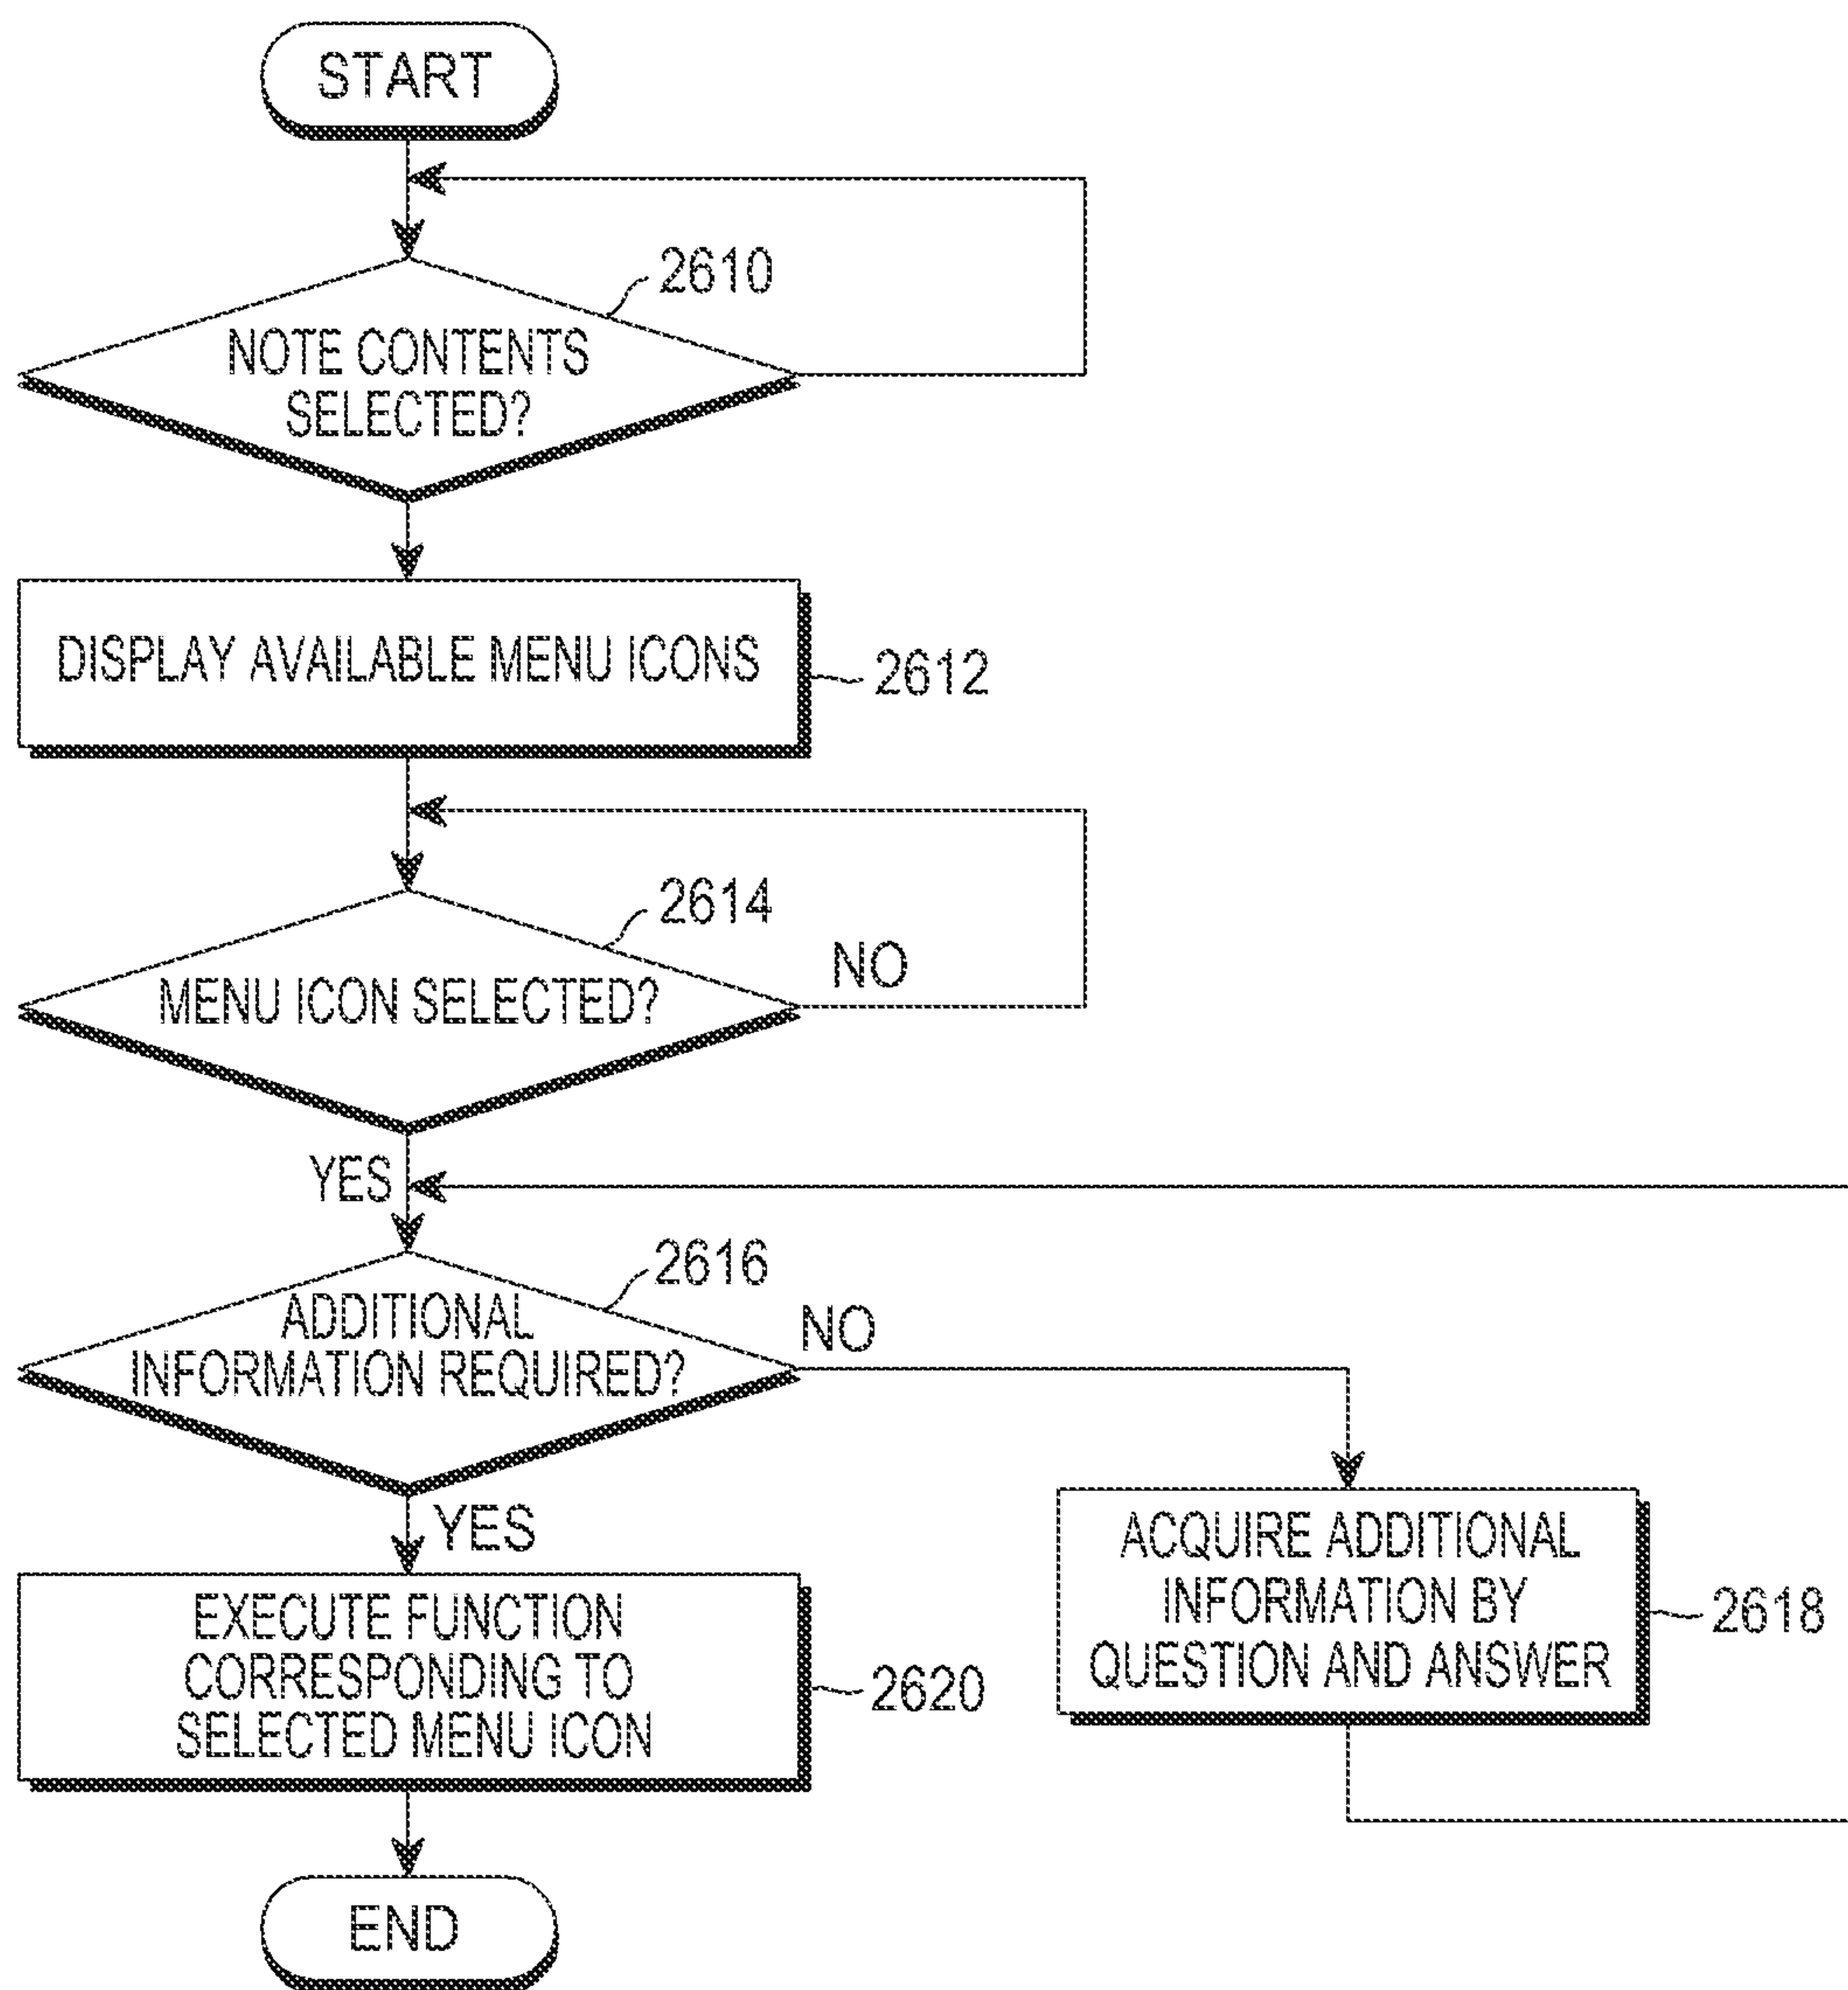 START
2610
NOTE CONTENTS
SELECTED?
DISPLAY AVAILABLE MENU ICONS
2612
2614
MENU ICON SELECTED?
NO
YES
2616
ADDITIONAL
INFORMATION REQUIRED?
NO
YES
ACQUIRE ADDITIONAL
INFORMATION BY
QUESTION AND ANSWER
2618
EXECUTE FUNCTION
CORRESPONDING TO
SELECTED MENU ICON
2620
END